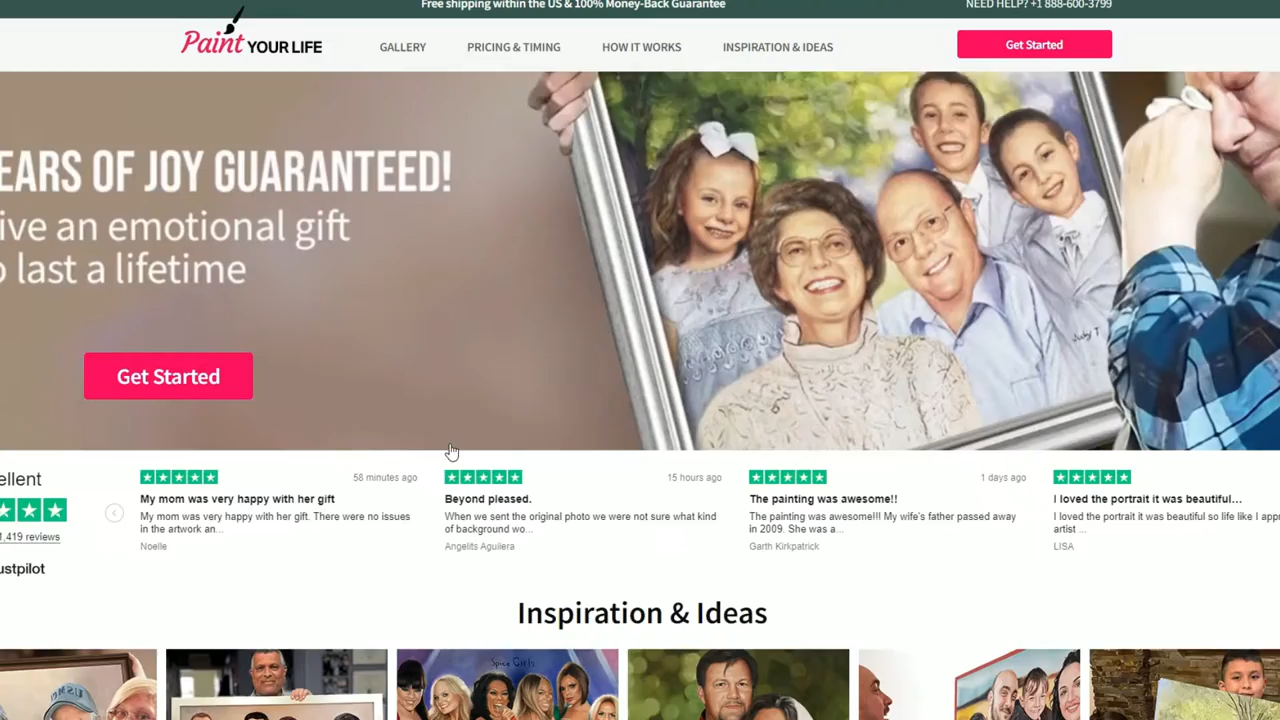 Free shipping within the US & 100% Money-Back Guarantee
NEED HELP? +1 888-600-3799
Paint YOUR LIFE
GALLERY
PRICING & TIMING
HOW IT WORKS
INSPIRATION & IDEAS
Get Started
EARS OF JOY GUARANTEED!
ive an emotional gift
o last a lifetime
Judy T
Get Started
ellent
1,419 reviews
ustpilot
58 minutes ago
My mom was very happy with her gift
My mom was very happy with her gift. There were no issues
in the artwork an...
Noelle
15 hours ago
Beyond pleased.
When we sent the original photo we were not sure what kind
of background wo...
Angelits Aguilera
1 days ago
The painting was awesome!!
The painting was awesome!!! My wife's father passed away
in 2009. She was a...
Garth Kirkpatrick
I loved the portrait it was beautiful...
I loved the portrait it was beautiful so life like I appr
artist ...
LISA
Inspiration & Ideas
USMC
Spice Girls